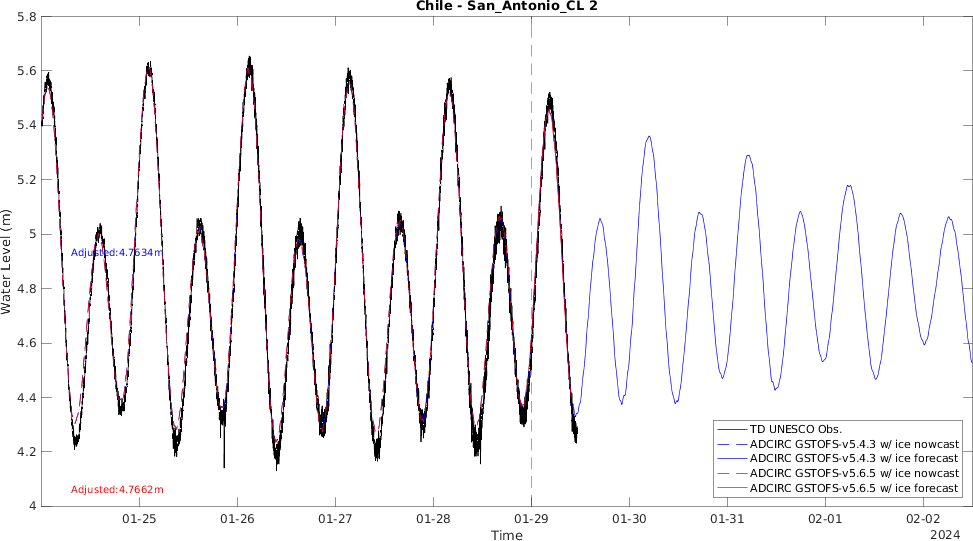 Chile - San_Antonio_CL 2
5.8
5.6
5.4
5.2
5
4.8
4.6
4.4
4.2
4
Water Level (m)
Adjusted:4.7634m
Adjusted:4.7662m
TD UNESCO Obs.
ADCIRC GSTOFS-v5.4.3 w/ ice nowcast
ADCIRC GSTOFS-v5.4.3 w/ ice forecast
ADCIRC GSTOFS-v5.6.5 w/ ice nowcast
ADCIRC GSTOFS-v5.6.5 w/ ice forecast
01-25 01-26 01-27 01-28 01-29 01-30 01-31 02-01 02-02
Time
2024